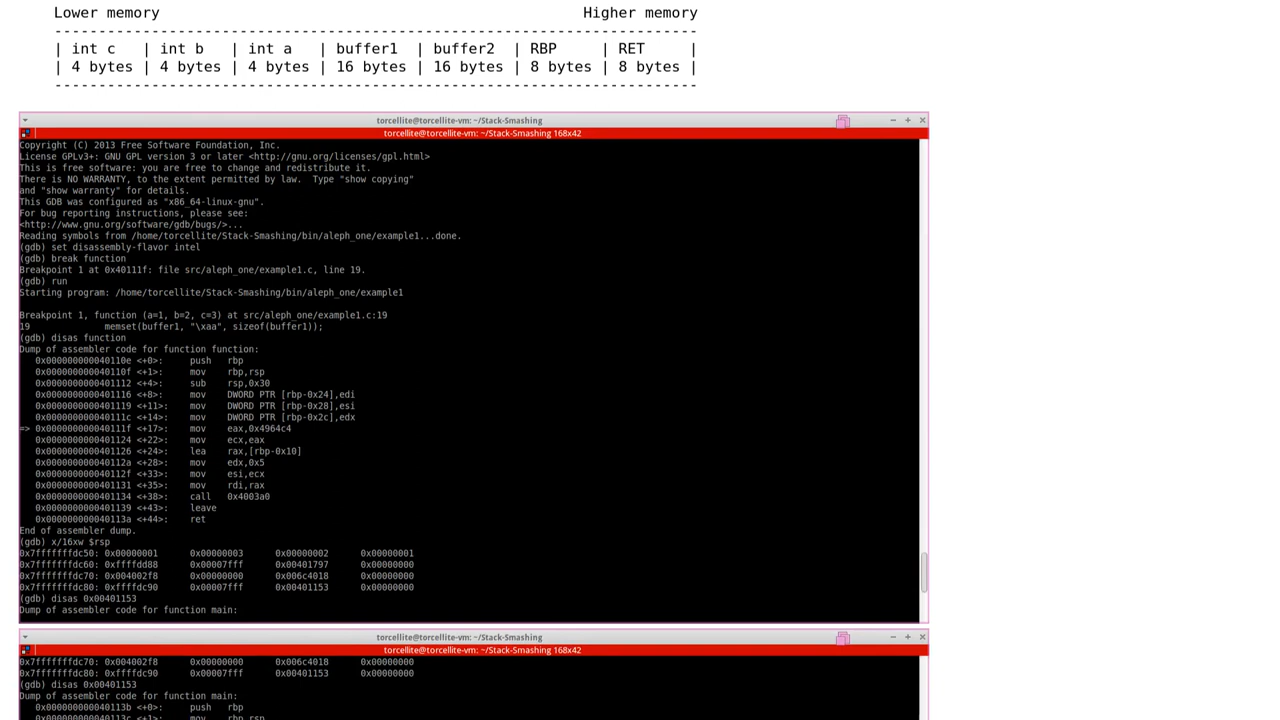 Lower memory                                                Higher memory
-------------------------------------------------------------------------
| int c   | int b   | int a   | buffer1  | buffer2  | RBP     | RET     |
| 4 bytes | 4 bytes | 4 bytes | 16 bytes | 16 bytes | 8 bytes | 8 bytes |
-------------------------------------------------------------------------
torcellite@torcellite-vm: ~/Stack-Smashing
torcellite@torcellite-vm: ~/Stack-Smashing 168x42
Copyright (C) 2013 Free Software Foundation, Inc.
License GPLv3+: GNU GPL version 3 or later <http://gnu.org/licenses/gpl.html>
This is free software: you are free to change and redistribute it.
There is NO WARRANTY, to the extent permitted by law.  Type "show copying"
and "show warranty" for details.
This GDB was configured as "x86_64-linux-gnu".
For bug reporting instructions, please see:
<http://www.gnu.org/software/gdb/bugs/>...
Reading symbols from /home/torcellite/Stack-Smashing/bin/aleph_one/example1...done.
(gdb) set disassembly-flavor intel
(gdb) break function
Breakpoint 1 at 0x40111f: file src/aleph_one/example1.c, line 19.
(gdb) run
Starting program: /home/torcellite/Stack-Smashing/bin/aleph_one/example1
Breakpoint 1, function (a=1, b=2, c=3) at src/aleph_one/example1.c:19
19              memset(buffer1, "\xaa", sizeof(buffer1));
(gdb) disas function
Dump of assembler code for function function:
   0x000000000040110e <+0>:     push   rbp
   0x000000000040110f <+1>:     mov    rbp,rsp
   0x0000000000401112 <+4>:     sub    rsp,0x30
   0x0000000000401116 <+8>:     mov    DWORD PTR [rbp-0x24],edi
   0x0000000000401119 <+11>:    mov    DWORD PTR [rbp-0x28],esi
   0x000000000040111c <+14>:    mov    DWORD PTR [rbp-0x2c],edx
=> 0x000000000040111f <+17>:    mov    eax,0x4964c4
   0x0000000000401124 <+22>:    mov    ecx,eax
   0x0000000000401126 <+24>:    lea    rax,[rbp-0x10]
   0x000000000040112a <+28>:    mov    edx,0x5
   0x000000000040112f <+33>:    mov    esi,ecx
   0x0000000000401131 <+35>:    mov    rdi,rax
   0x0000000000401134 <+38>:    call   0x4003a0
   0x0000000000401139 <+43>:    leave
   0x000000000040113a <+44>:    ret
End of assembler dump.
(gdb) x/16xw $rsp
0x7fffffffdc50: 0x00000001      0x00000003      0x00000002      0x00000001
0x7fffffffdc60: 0xffffdd88      0x00007fff      0x00401797      0x00000000
0x7fffffffdc70: 0x004002f8      0x00000000      0x006c4018      0x00000000
0x7fffffffdc80: 0xffffdc90      0x00007fff      0x00401153      0x00000000
(gdb) disas 0x00401153
Dump of assembler code for function main:
torcellite@torcellite-vm: ~/Stack-Smashing
torcellite@torcellite-vm: ~/Stack-Smashing 168x42
0x7fffffffdc70: 0x004002f8      0x00000000      0x006c4018      0x00000000
0x7fffffffdc80: 0xffffdc90      0x00007fff      0x00401153      0x00000000
(gdb) disas 0x00401153
Dump of assembler code for function main:
   0x000000000040113b <+0>:     push   rbp
   0x000000000040113c <+1>:     mov    rbp,rsp